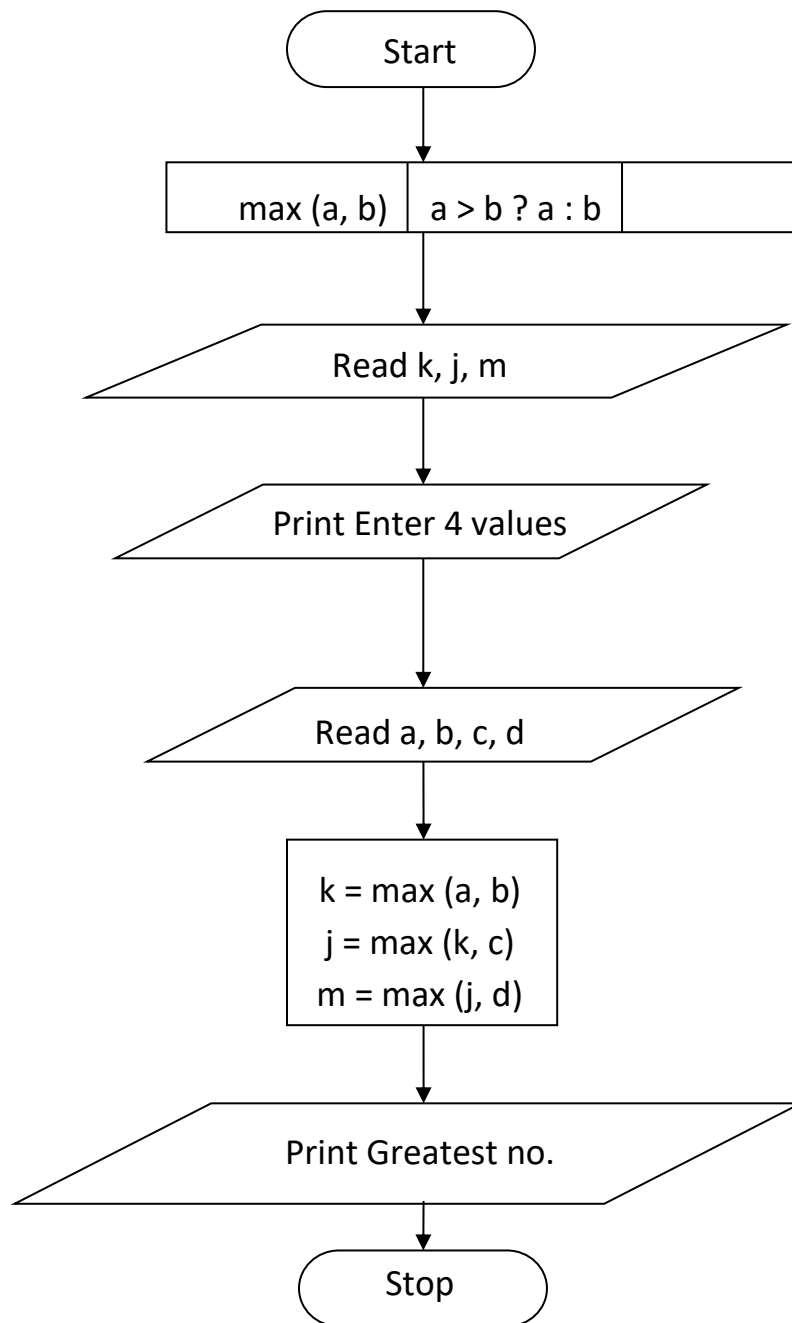 Start
max (a, b) a > b ? a : b
Read k, j, m
Print Enter 4 values
Read a, b, c, d
k = max (a, b)
j = max (k, c)
m = max (j, d)
Print Greatest no.
Stop